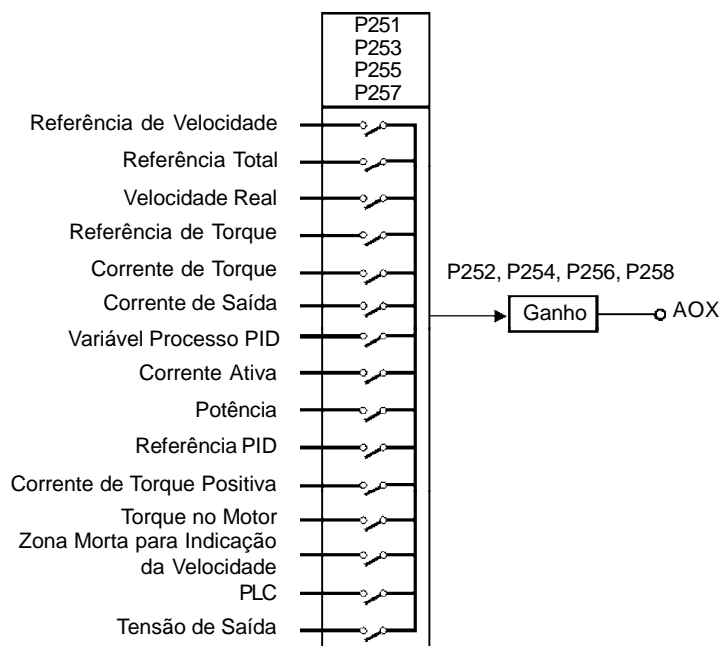 P251
P253
P255
P257
Referência de Velocidade
Referência Total
Velocidade Real
Referência de Torque
Corrente de Torque
Corrente de Saída
Variável Processo PID
Corrente Ativa
Potência
Referência PID
Corrente de Torque Positiva
Torque no Motor
Zona Morta para Indicação
da Velocidade
PLC
Tensão de Saída
P252, P254, P256, P258
Ganho
AOX